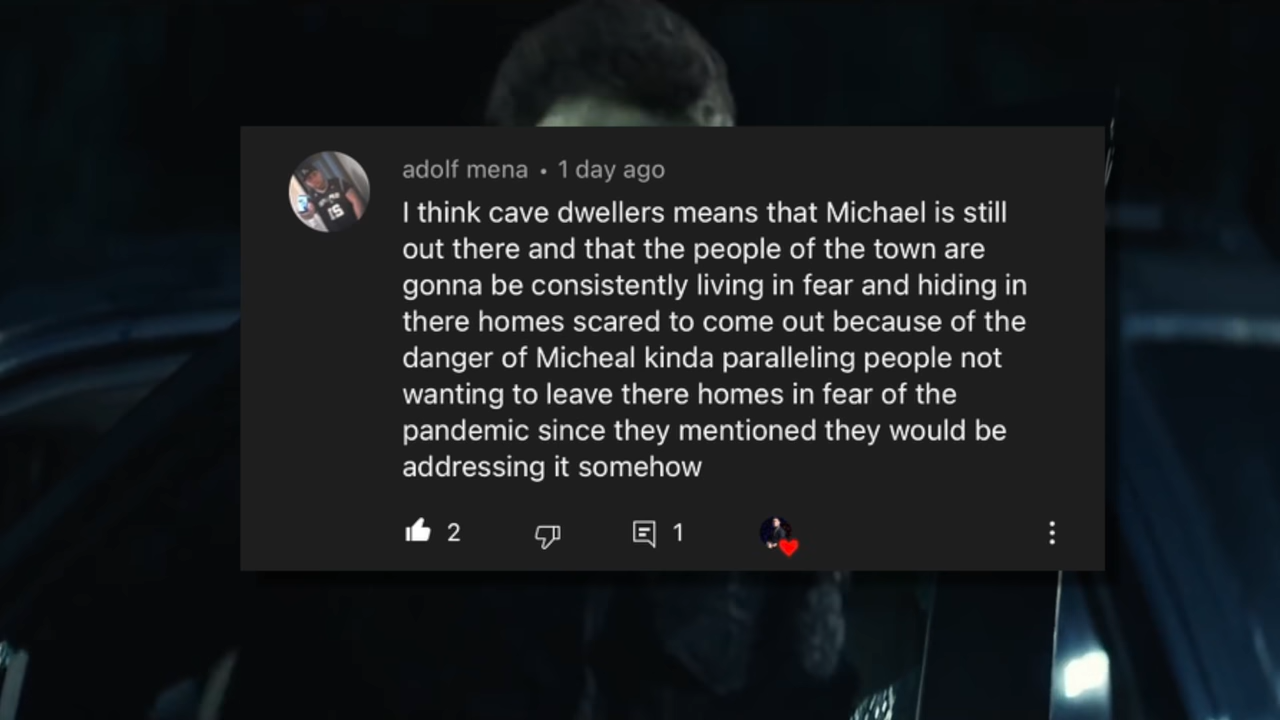 adolf mena • 1 day ago
I think cave dwellers means that Michael is still
out there and that the people of the town are
gonna be consistently living in fear and hiding in
there homes scared to come out because of the
danger of Micheal kinda paralleling people not
wanting to leave there homes in fear of the
pandemic since they mentioned they would be
addressing it somehow
2 1